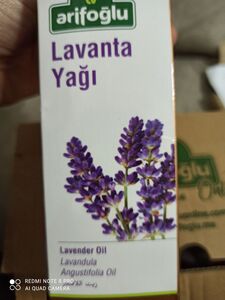 arifoğlu
Lavanta
Yağı
Lavender Oil
Lavandula
Angustifolia Oil
REDMI NOTE 8 PRO
AI QUAD CAMERA